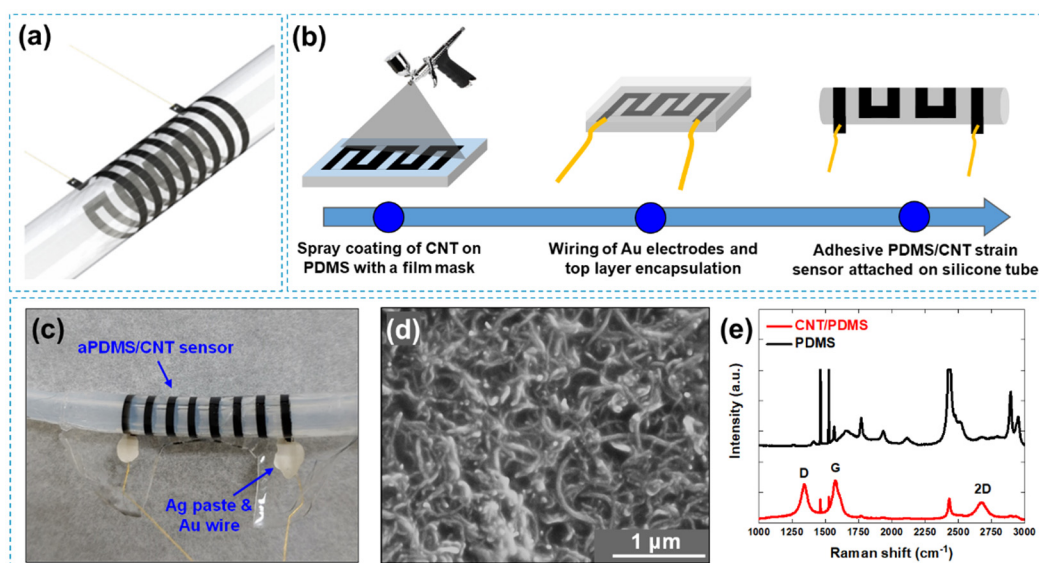 (a)
(b)
Spray coating of CNT on
PDMS with a film mask
Wiring of Au electrodes and
top layer encapsulation
Adhesive PDMS/CNT strain
sensor attached on silicone tube
(c)
aPDMS/CNT sensor
Ag paste &
Au wire
(d)
1 µm
(e)
CNT/PDMS
PDMS
Intensity (a.u.)
D
G
2D
1000 1250 1500 1750 2000 2250 2500 2750 3000
Raman shift (cm⁻¹)